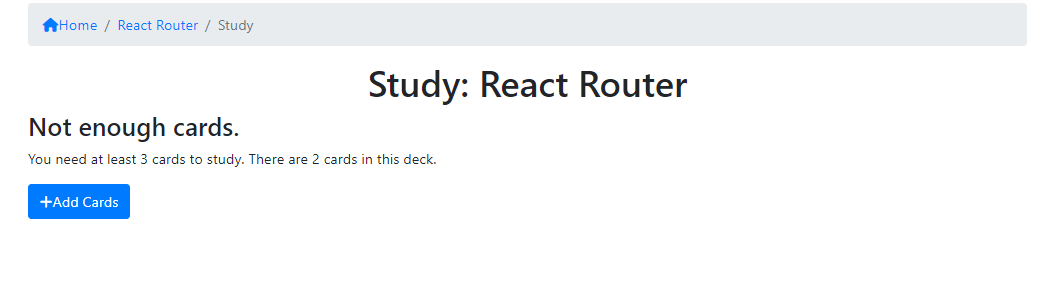 Home / React Router / Study
Study: React Router
Not enough cards.
You need at least 3 cards to study. There are 2 cards in this deck.
+Add Cards